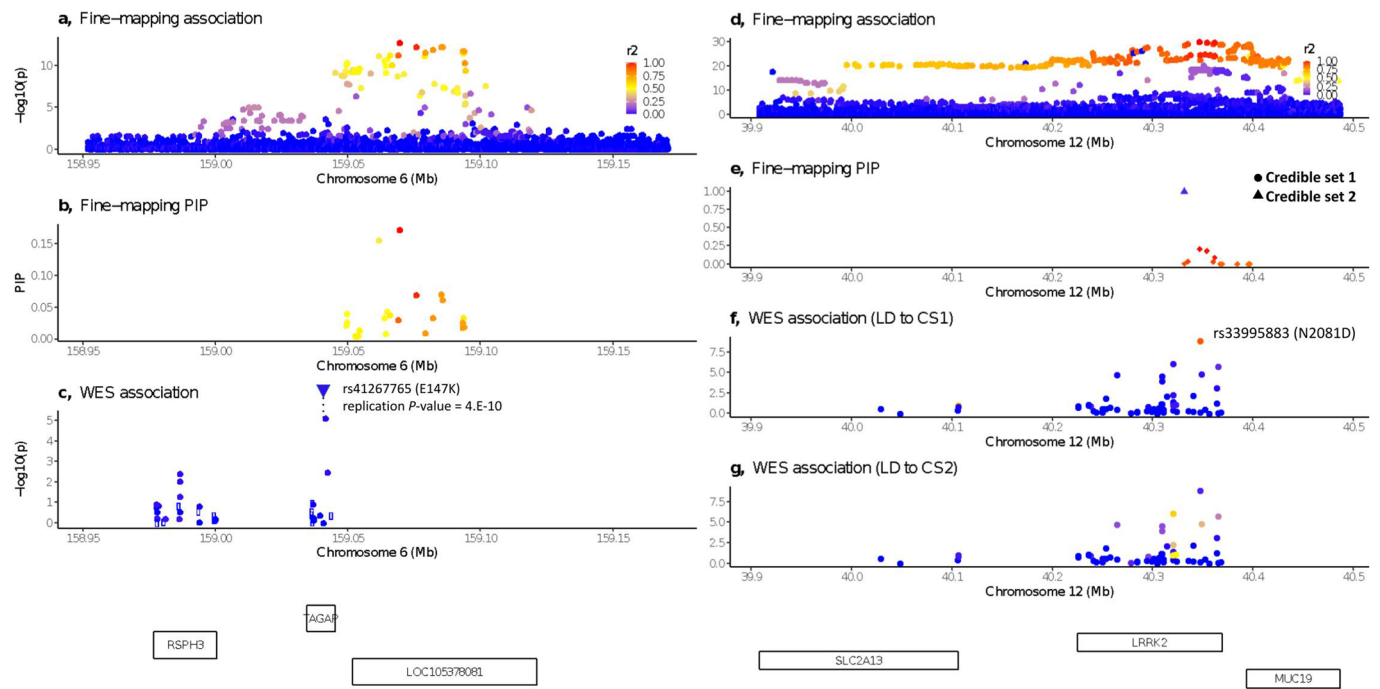 a, Fine-mapping association
−log10(p)
10
5
0
r2
1.00
0.75
0.50
0.25
0.00
158.95 159.00 159.05 159.10 159.15
Chromosome 6 (Mb)
b, Fine-mapping PIP
PIP
0.15
0.10
0.05
0.00
158.95 159.00 159.05 159.10 159.15
Chromosome 6 (Mb)
c, WES association
rs41267765 (E147K)
replication P-value = 4.E-10
−log10(p)
5
4
3
2
1
0
158.95 159.00 159.05 159.10 159.15
Chromosome 6 (Mb)
TAGAP
RSPH3
LOC105378081
d, Fine-mapping association
30
20
10
0
r2
1.00
0.75
0.50
0.25
0.00
39.9 40.0 40.1 40.2 40.3 40.4 40.5
Chromosome 12 (Mb)
e, Fine-mapping PIP
Credible set 1
Credible set 2
1.00
0.75
0.50
0.25
0.00
39.9 40.0 40.1 40.2 40.3 40.4 40.5
Chromosome 12 (Mb)
f, WES association (LD to CS1)
rs33995883 (N2081D)
7.5
5.0
2.5
0.0
39.9 40.0 40.1 40.2 40.3 40.4 40.5
Chromosome 12 (Mb)
g, WES association (LD to CS2)
7.5
5.0
2.5
0.0
39.9 40.0 40.1 40.2 40.3 40.4 40.5
Chromosome 12 (Mb)
LRRK2
SLC2A13
MUC19